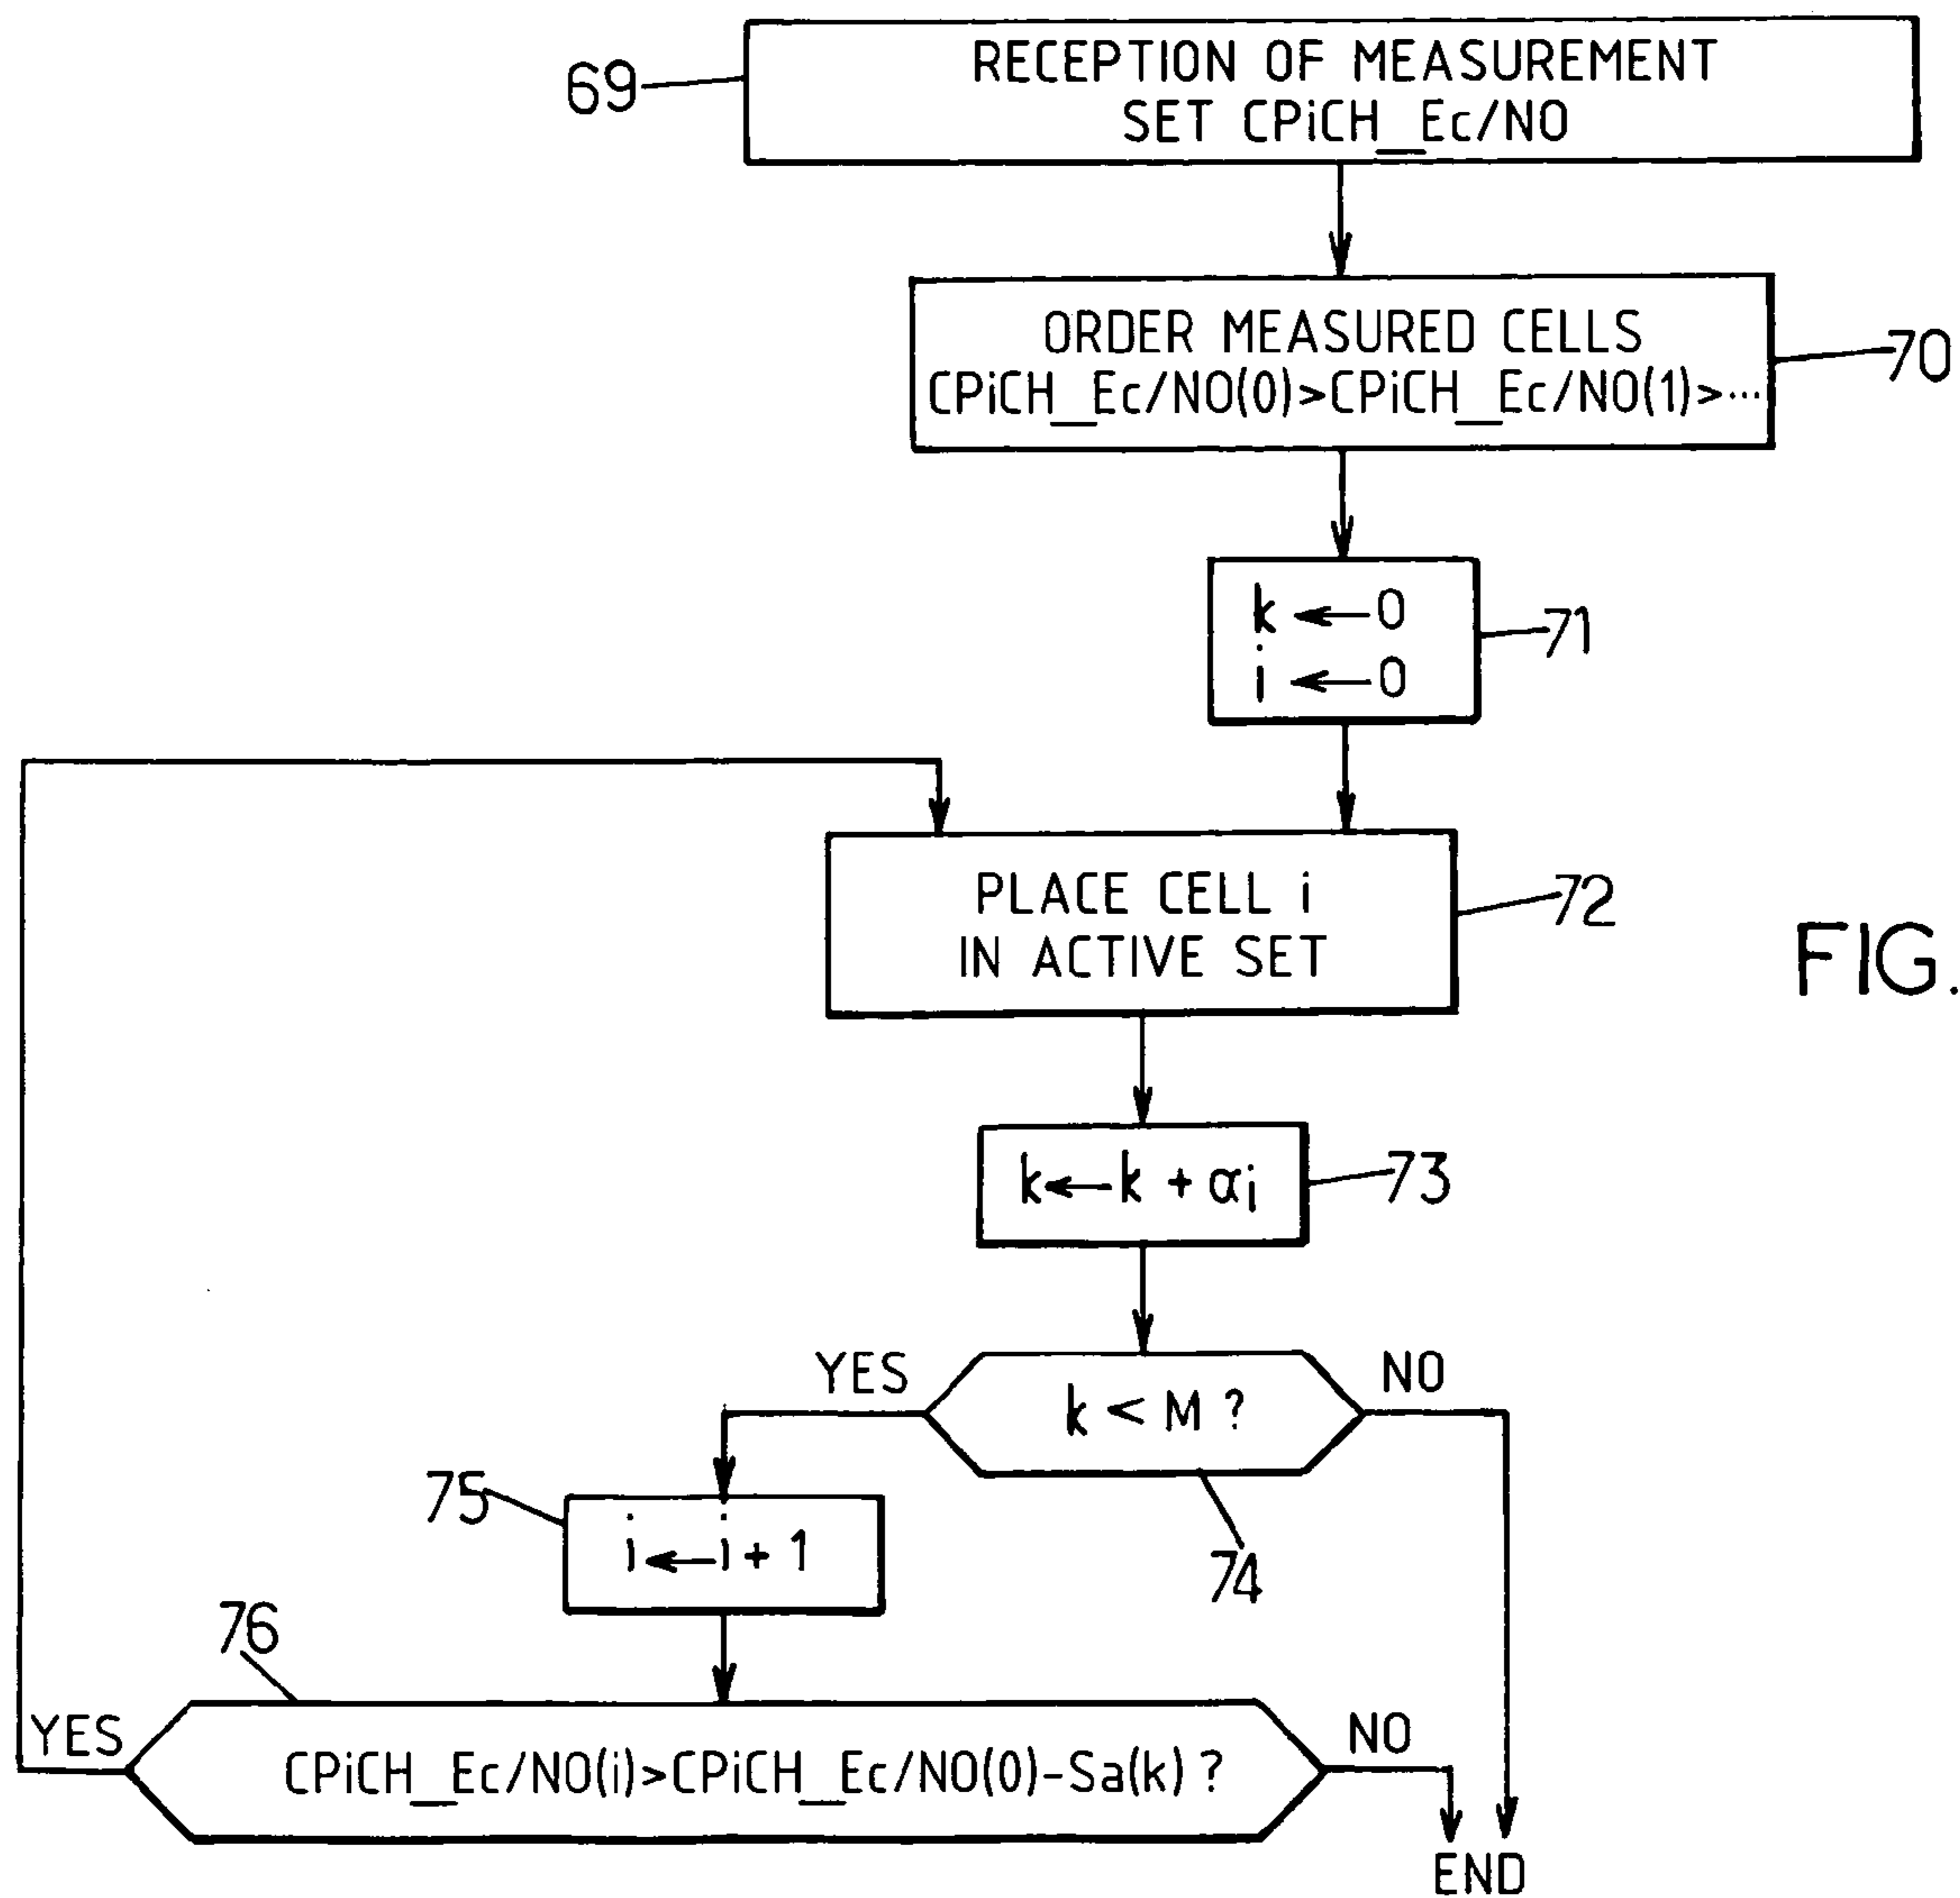 69
RECEPTION OF MEASUREMENT
SET CPiCH_Ec/NO
ORDER MEASURED CELLS
CPiCH_Ec/NO(0)>CPiCH_Ec/NO(1)>...
70
k ← 0
i ← 0
71
PLACE CELL i
IN ACTIVE SET
72
FIG.
k ← k + αi
73
YES
k < M ?
NO
74
75
i ← i + 1
76
YES
CPiCH_Ec/NO(i)>CPiCH_Ec/NO(0)-Sa(k) ?
NO
END